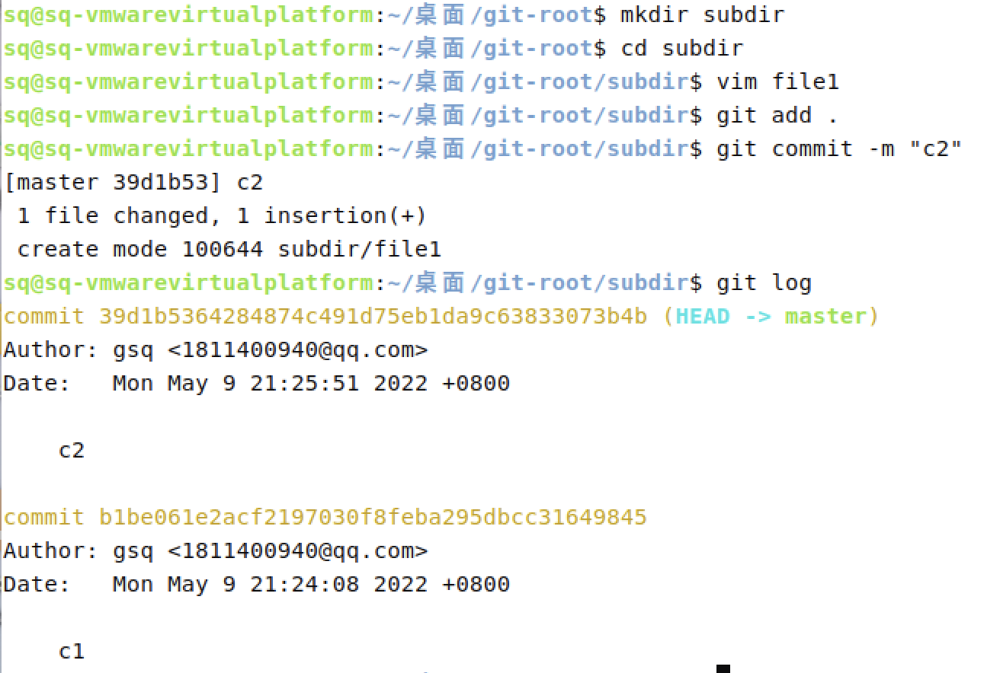 sq@sq-vmwarevirtualplatform:~/桌面/git-root$ mkdir subdir
sq@sq-vmwarevirtualplatform:~/桌面/git-root$ cd subdir
sq@sq-vmwarevirtualplatform:~/桌面/git-root/subdir$ vim file1
sq@sq-vmwarevirtualplatform:~/桌面/git-root/subdir$ git add .
sq@sq-vmwarevirtualplatform:~/桌面/git-root/subdir$ git commit -m "c2"
[master 39d1b53] c2
 1 file changed, 1 insertion(+)
 create mode 100644 subdir/file1
sq@sq-vmwarevirtualplatform:~/桌面/git-root/subdir$ git log
commit 39d1b5364284874c491d75eb1da9c63833073b4b (HEAD -> master)
Author: gsq <1811400940@qq.com>
Date:   Mon May 9 21:25:51 2022 +0800
    c2
commit b1be061e2acf2197030f8feba295dbcc31649845
Author: gsq <1811400940@qq.com>
Date:   Mon May 9 21:24:08 2022 +0800
    c1